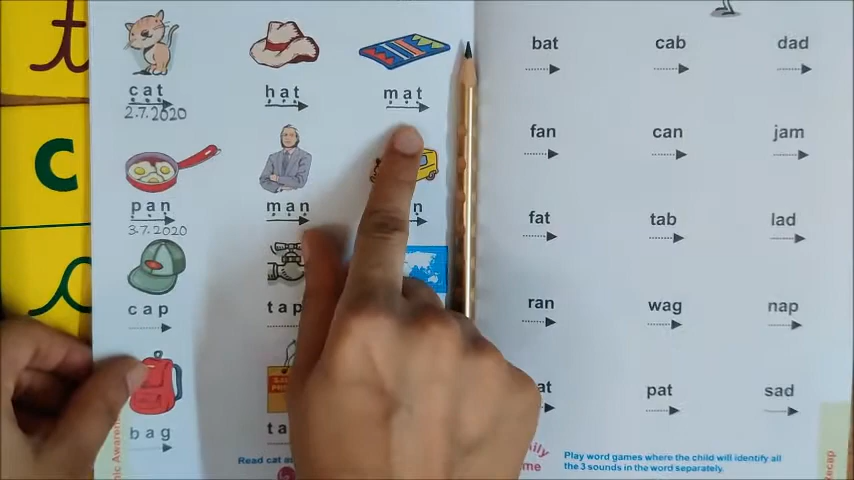 cat hat mat
2.7.2020
pan man
3.7.2020
cap tap
bag
Read cat
bat cab dad
fan can jam
fat tab lad
ran wag nap
pat sad
Play word games where the child will identify all
the 3 sounds in the word separately.